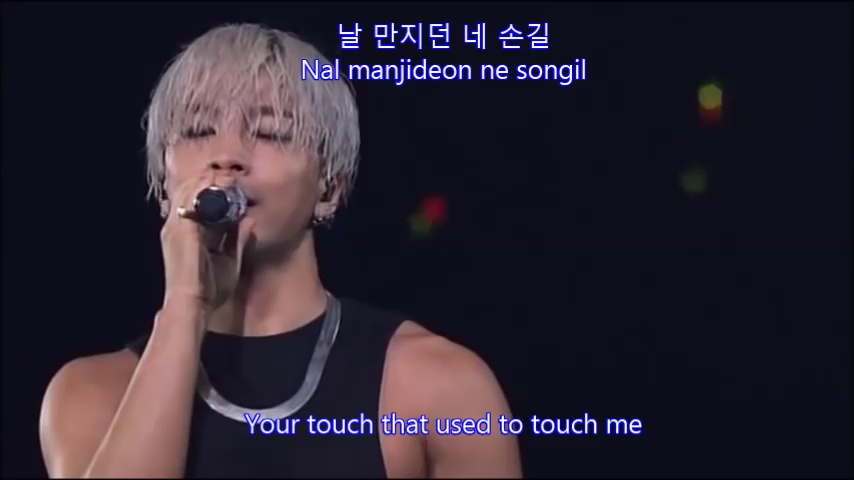 날 만지던 네 손길
Nal manjideon ne songil
Your touch that used to touch me